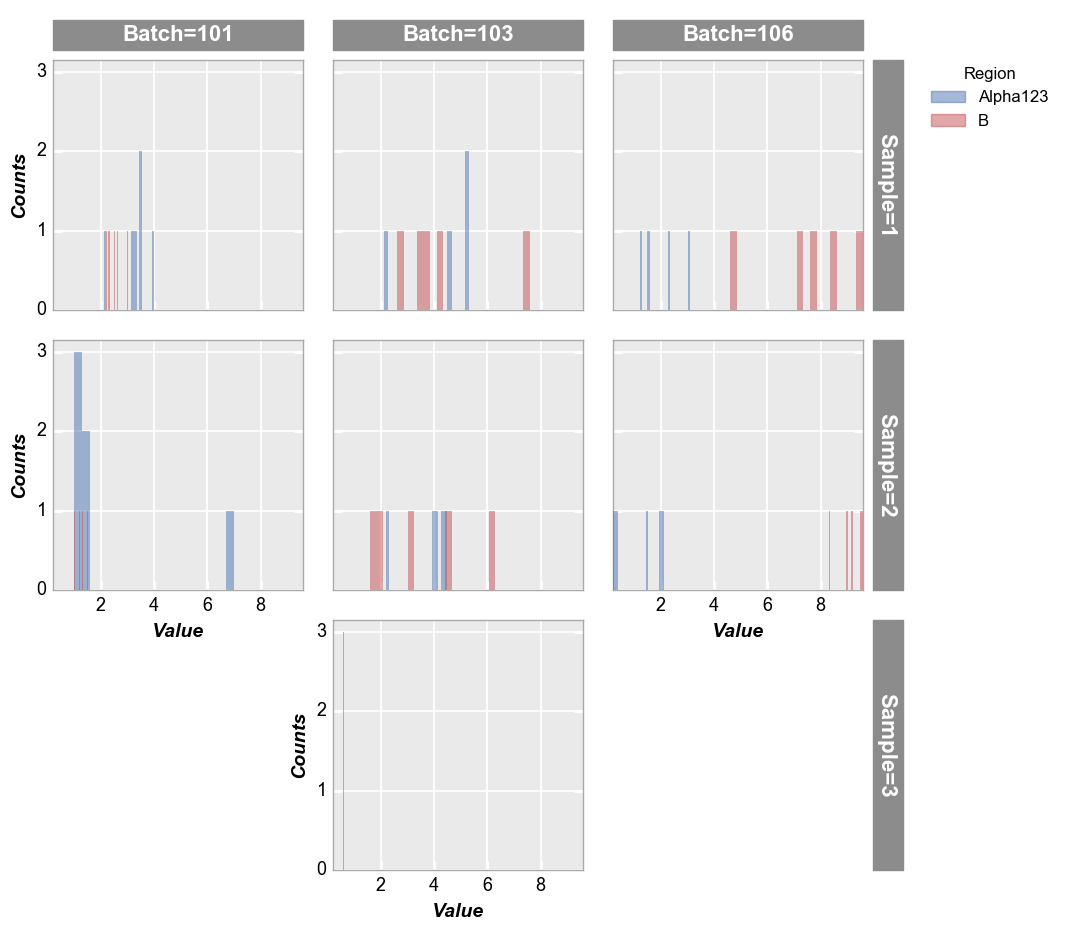 Batch=101
Batch=103
Batch=106
Region
Alpha123
B
Sample=1
Counts
3
2
1
0
Sample=2
Counts
3
2
1
0
2 4 6 8
Value
2 4 6 8
Value
Sample=3
Counts
3
2
1
0
2 4 6 8
Value